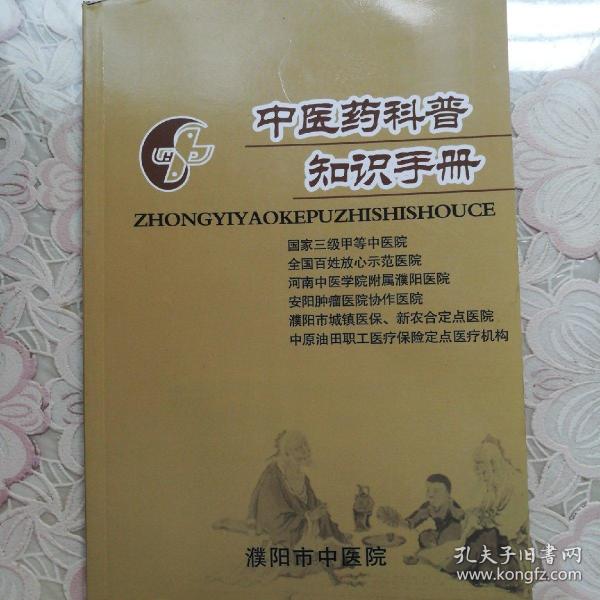 中医药科普
知识手册
ZHONGYIYAOKEPUZHISHISHOUCE
国家三级甲等中医院
全国百姓放心示范医院
河南中医学院附属濮阳医院
安阳肿瘤医院协作医院
濮阳市城镇医保、新农合定点医院
中原油田职工医疗保险定点医疗机构
濮阳市中医院
孔夫子旧书网
www.kongfz.com